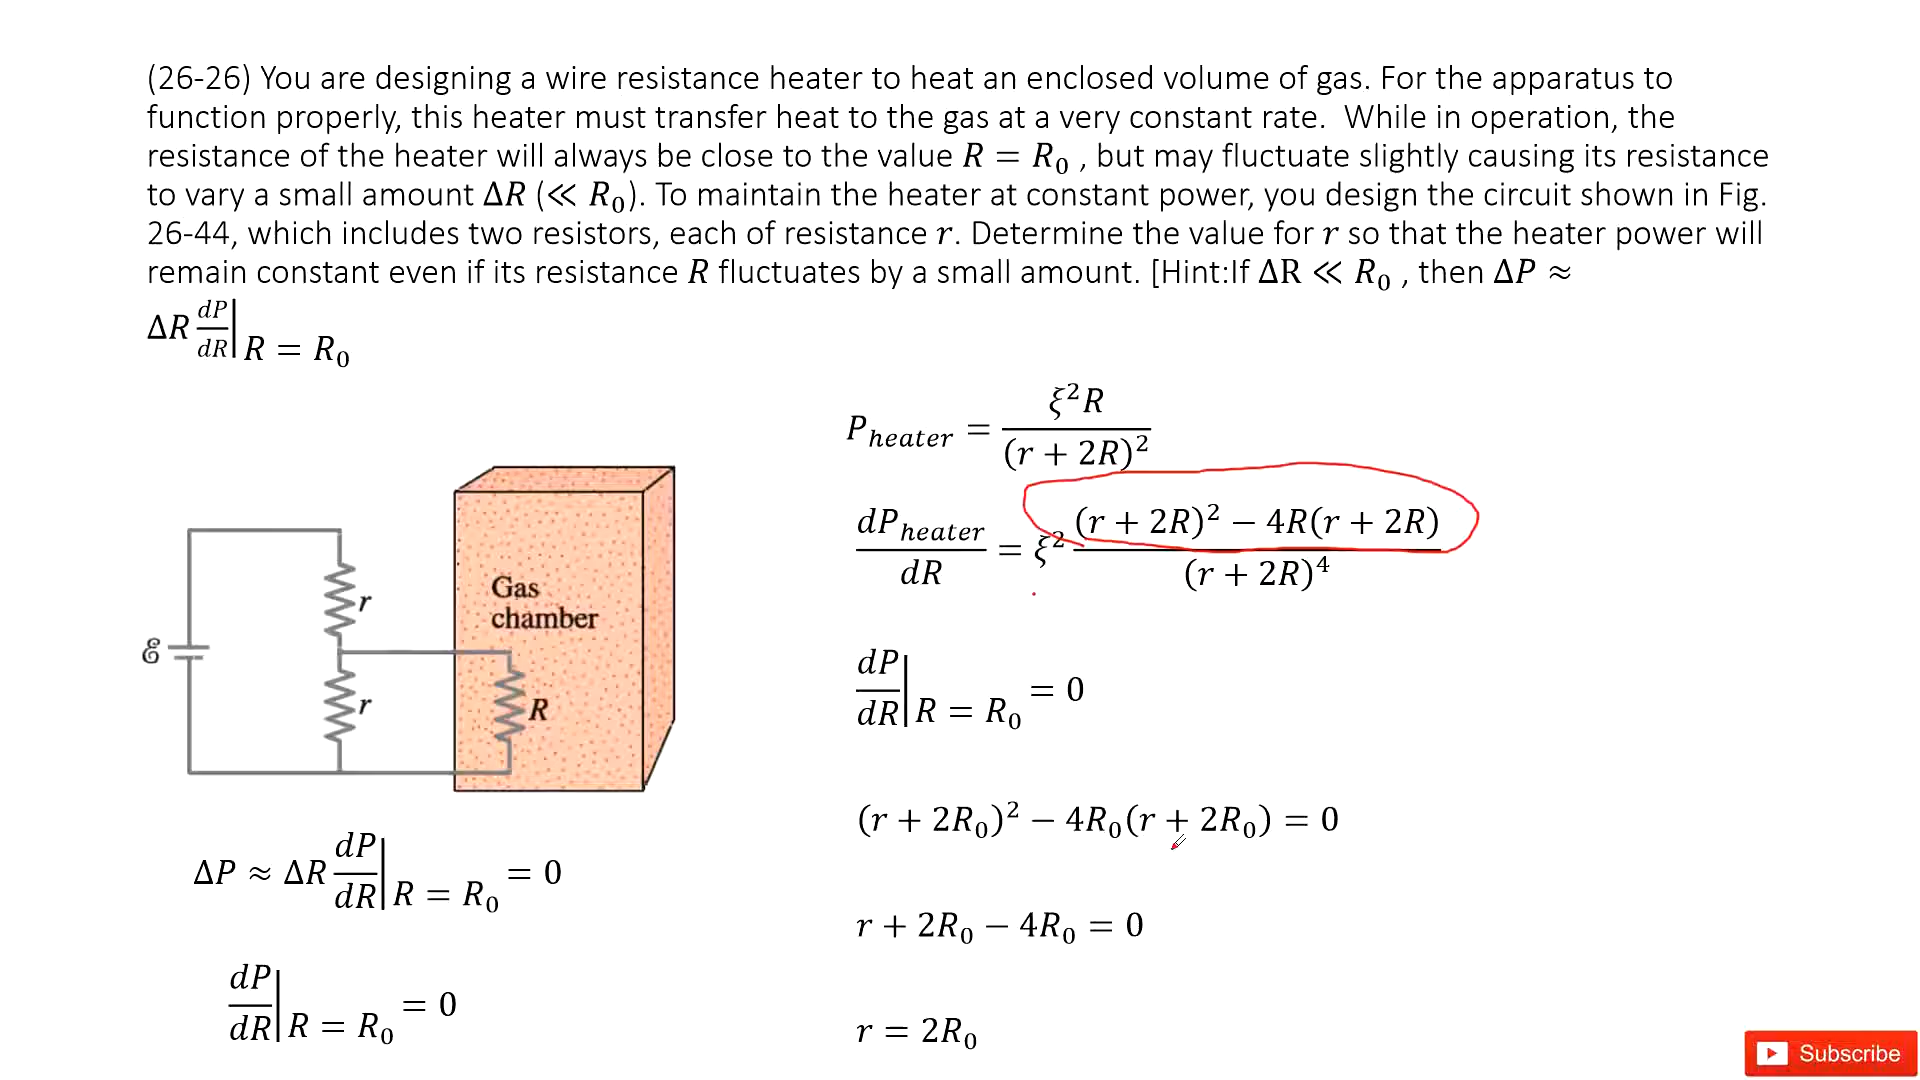 (26-26) You are designing a wire resistance heater to heat an enclosed volume of gas. For the apparatus to
function properly, this heater must transfer heat to the gas at a very constant rate.  While in operation, the
resistance of the heater will always be close to the value R = R₀ , but may fluctuate slightly causing its resistance
to vary a small amount ΔR (≪ R₀). To maintain the heater at constant power, you design the circuit shown in Fig.
26-44, which includes two resistors, each of resistance r. Determine the value for r so that the heater power will
remain constant even if its resistance R fluctuates by a small amount. [Hint:If ΔR ≪ R₀ , then ΔP ≈
ΔR dP/dR| R = R₀
P_heater = ξ²R/(r + 2R)²
dP_heater/dR = ξ² ((r + 2R)² − 4R(r + 2R))/(r + 2R)⁴
dP/dR| R = R₀ = 0
(r + 2R₀)² − 4R₀(r + 2R₀) = 0
r + 2R₀ − 4R₀ = 0
r = 2R₀
Gas
chamber
r
ℰ
r
R
ΔP ≈ ΔR dP/dR| R = R₀ = 0
dP/dR| R = R₀ = 0
Subscribe